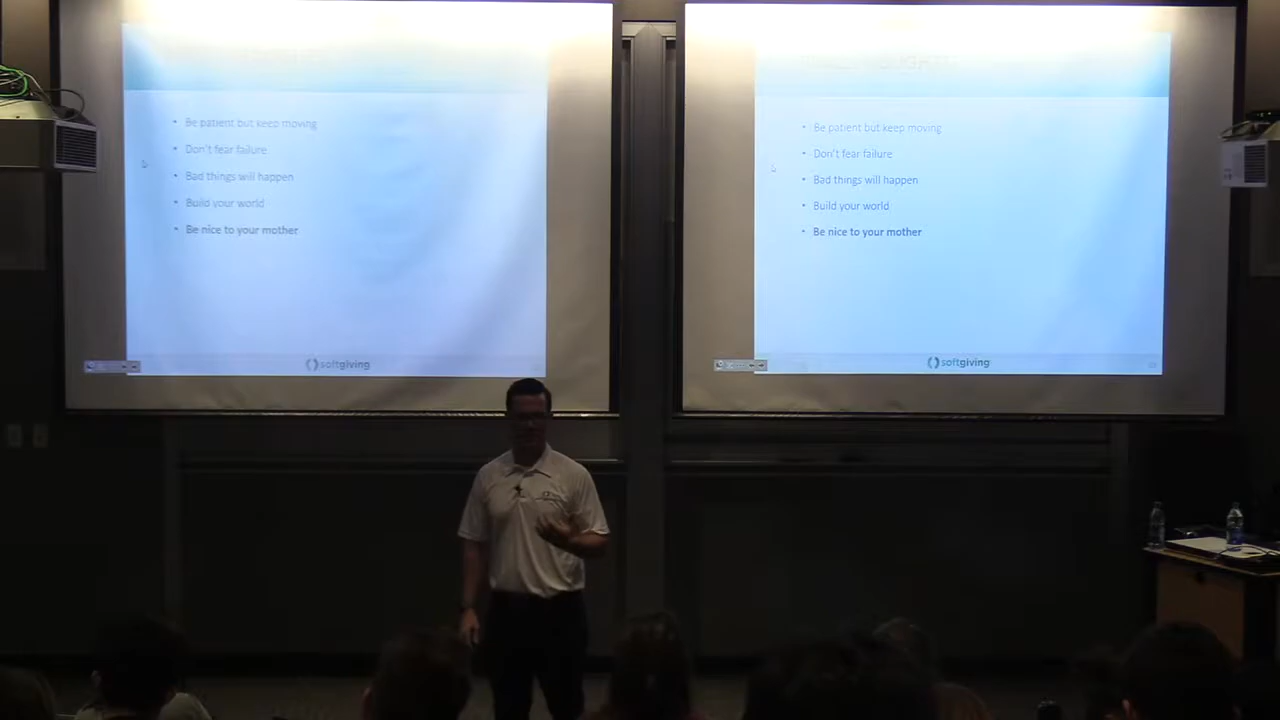 • Be patient but keep moving
• Don't fear failure
• Bad things will happen
• Build your world
• Be nice to your mother
softgiving
• Be patient but keep moving
• Don't fear failure
• Bad things will happen
• Build your world
• Be nice to your mother
softgiving